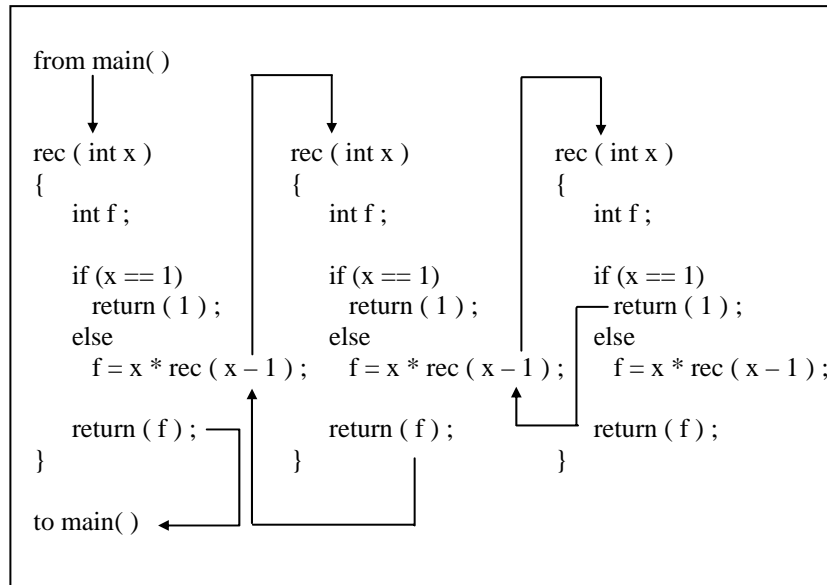 from main( )
rec ( int x )
{
int f ;
if (x == 1)
return ( 1 ) ;
else
f = x * rec ( x – 1 ) ;
return ( f ) ;
}
to main( )
rec ( int x )
{
int f ;
if (x == 1)
return ( 1 ) ;
else
f = x * rec ( x – 1 ) ;
return ( f ) ;
}
rec ( int x )
{
int f ;
if (x == 1)
return ( 1 ) ;
else
f = x * rec ( x – 1 ) ;
return ( f ) ;
}